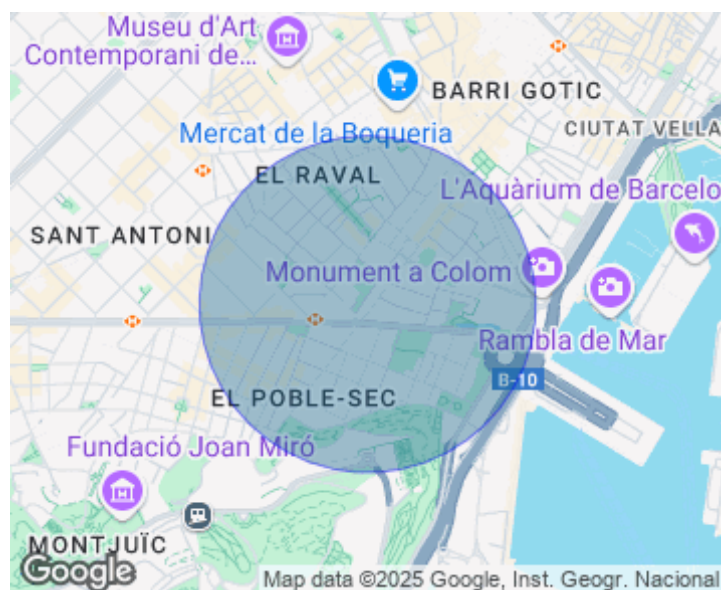 Museu d'Art
Contemporani de...
BARRI GOTIC
CIUTAT VELLA
Mercat de la Boqueria
EL RAVAL
L'Aquàrium de Barcelo
SANT ANTONI
Monument a Colom
Rambla de Mar
B-10
EL POBLE-SEC
Fundació Joan Miró
MONTJUÏC
Google
Map data ©2025 Google, Inst. Geogr. Nacional